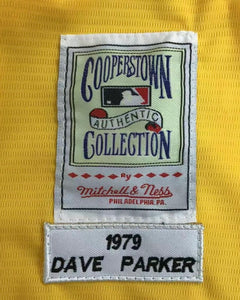 COOPERSTOWN
AUTHENTIC
COLLECTION
By
Mitchell & Ness
PHILADELPHIA. PA.
1979
DAVE PARKER